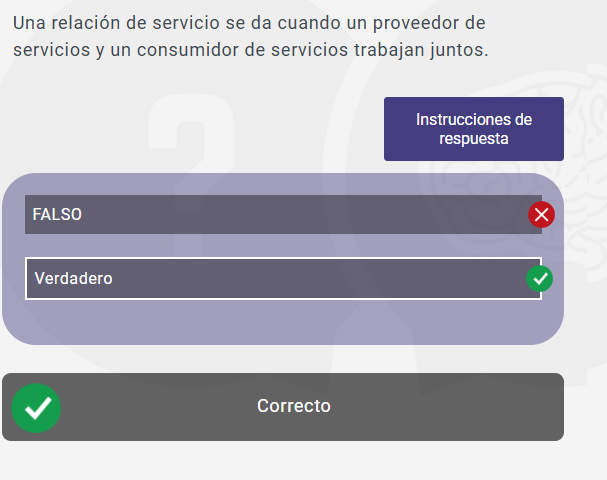 Una relación de servicio se da cuando un proveedor de
servicios y un consumidor de servicios trabajan juntos.
Instrucciones de
respuesta
FALSO
Verdadero
Correcto